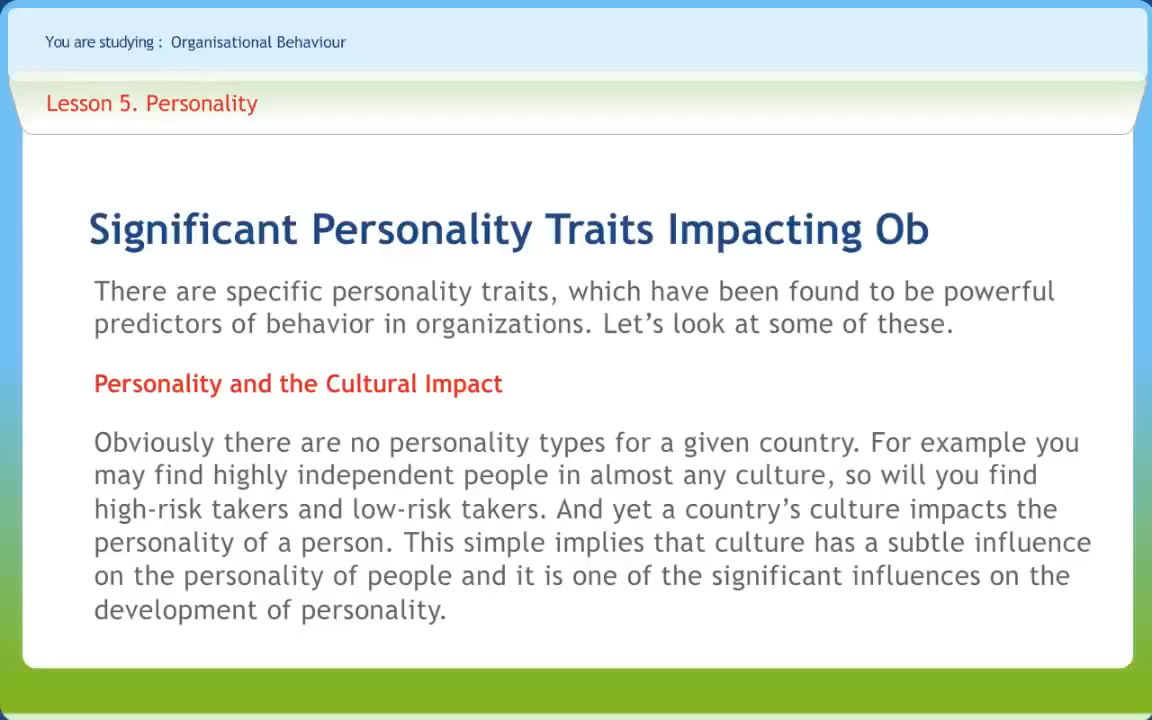 You are studying : Organisational Behaviour
Lesson 5. Personality
Significant Personality Traits Impacting Ob
There are specific personality traits, which have been found to be powerful
predictors of behavior in organizations. Let’s look at some of these.
Personality and the Cultural Impact
Obviously there are no personality types for a given country. For example you
may find highly independent people in almost any culture, so will you find
high-risk takers and low-risk takers. And yet a country’s culture impacts the
personality of a person. This simple implies that culture has a subtle influence
on the personality of people and it is one of the significant influences on the
development of personality.